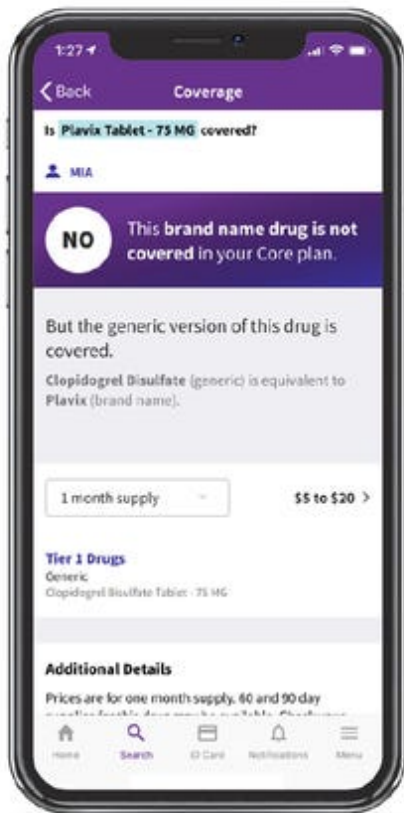 1:27
Back
Coverage
Is Plavix Tablet - 75 MG covered?
MIA
NO
This brand name drug is not
covered in your Core plan.
But the generic version of this drug is
covered.
Clopidogrel Bisulfate (generic) is equivalent to
Plavix (brand name).
1 month supply
$5 to $20 >
Tier 1 Drugs
Generic
Clopidogrel Bisulfate Tablet - 75 MG
Additional Details
Prices are for one month supply. 60 and 90 day
Home
Search
ID Card
Notifications
Menu